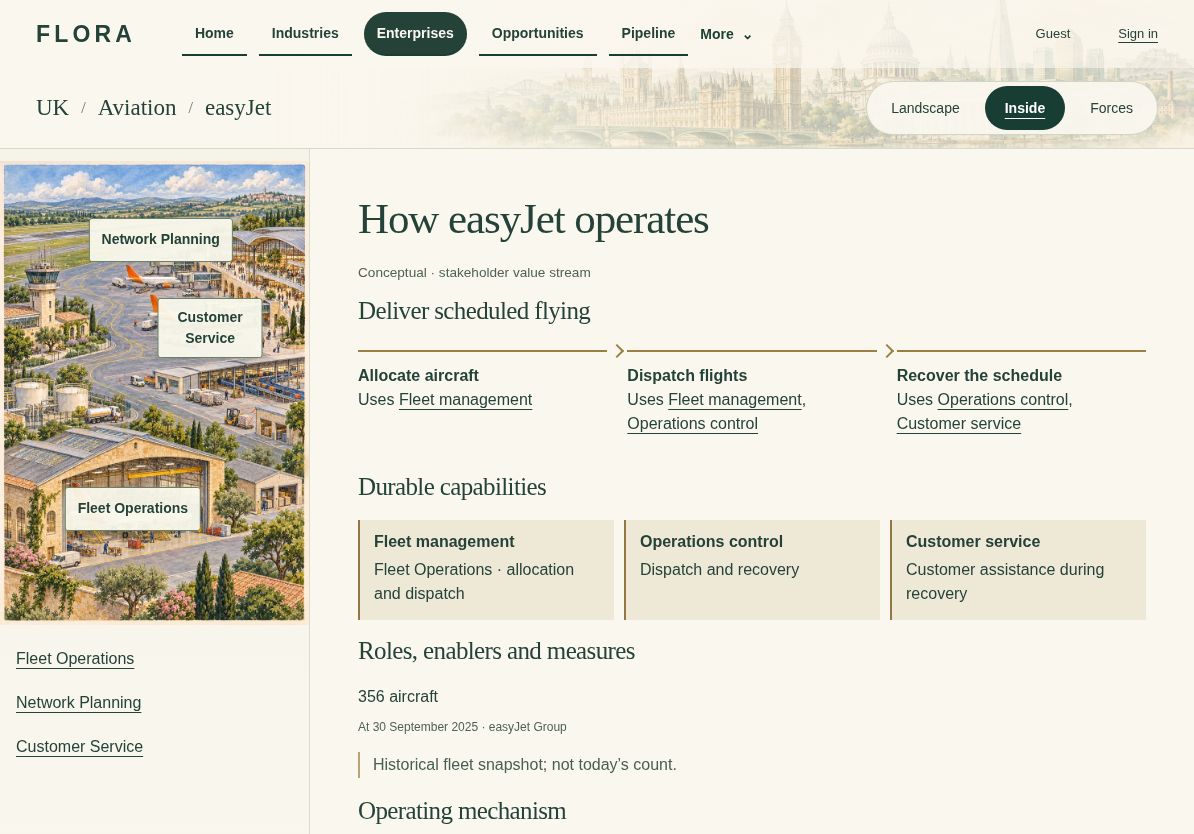 FLORA
Home
Industries
Enterprises
Opportunities
Pipeline
More
Guest
Sign in
UK / Aviation / easyJet
Landscape
Inside
Forces
Network Planning
Customer
Service
Fleet Operations
Fleet Operations
Network Planning
Customer Service
How easyJet operates
Conceptual · stakeholder value stream
Deliver scheduled flying
Allocate aircraft
Uses Fleet management
Dispatch flights
Uses Fleet management,
Operations control
Recover the schedule
Uses Operations control,
Customer service
Durable capabilities
Fleet management
Fleet Operations · allocation
and dispatch
Operations control
Dispatch and recovery
Customer service
Customer assistance during
recovery
Roles, enablers and measures
356 aircraft
At 30 September 2025 · easyJet Group
Historical fleet snapshot; not today’s count.
Operating mechanism